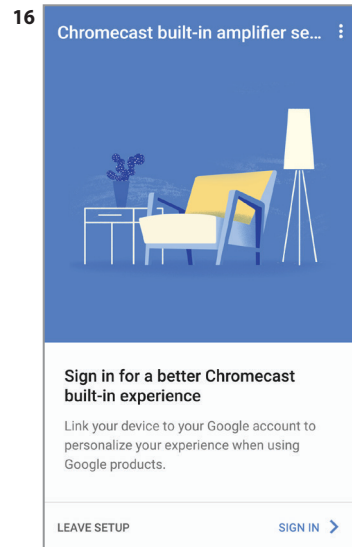 16
Chromecast built-in amplifier se...
Sign in for a better Chromecast
built-in experience
Link your device to your Google account to
personalize your experience when using
Google products.
LEAVE SETUP SIGN IN